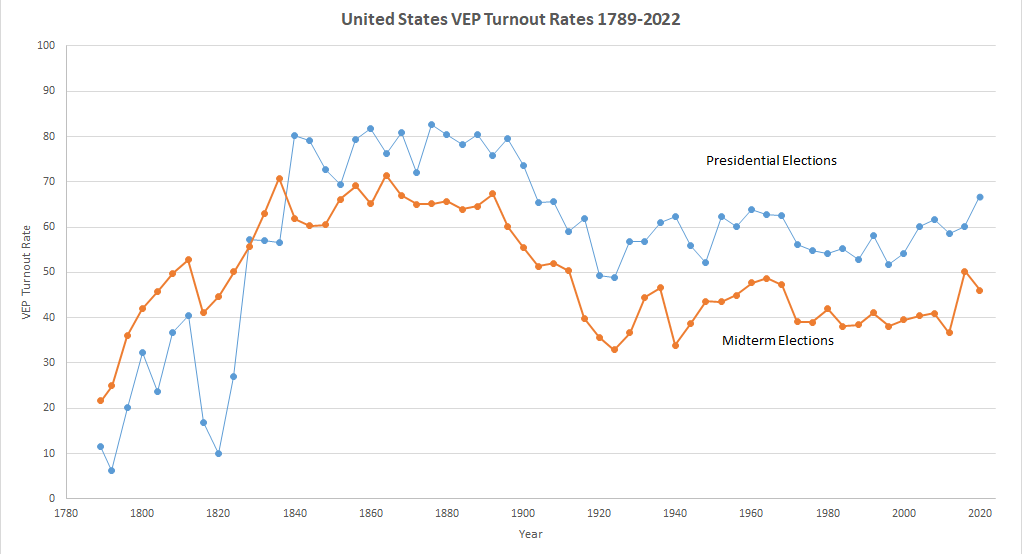 United States VEP Turnout Rates 1789-2022
100
90
80
70
60
50
40
30
20
10
0
VEP Turnout Rate
Presidential Elections
Midterm Elections
1780 1800 1820 1840 1860 1880 1900 1920 1940 1960 1980 2000 2020
Year